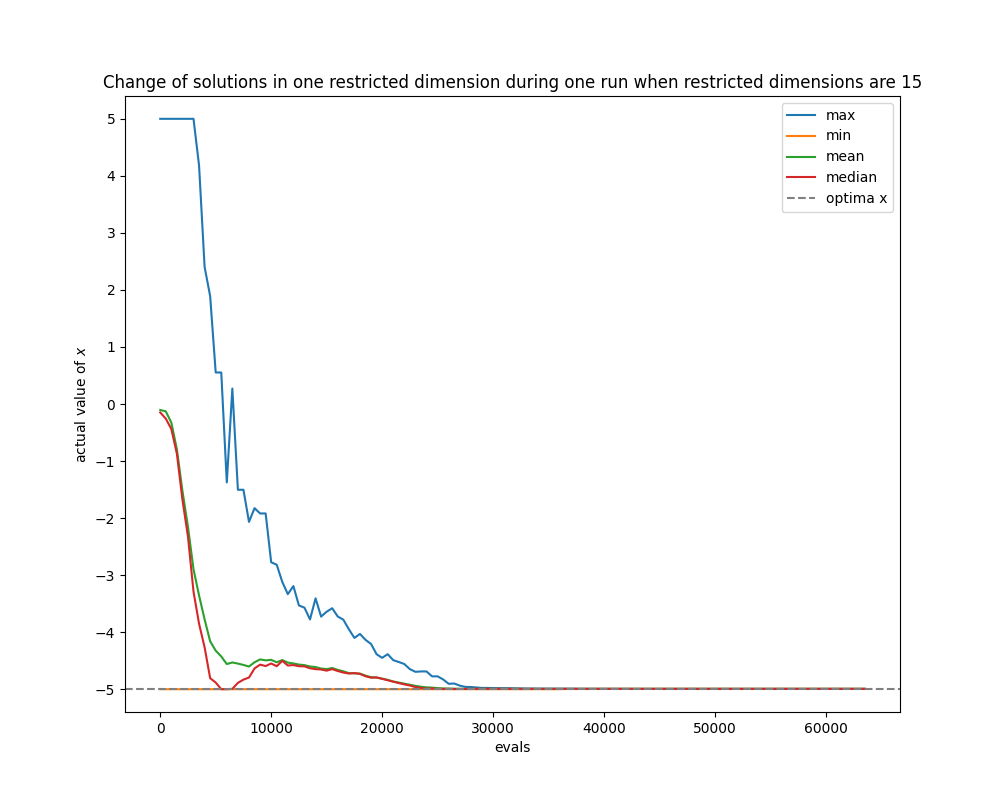 Change of solutions in one restricted dimension during one run when restricted dimensions are 15
max
min
mean
median
optima x
5
4
3
2
1
0
−1
−2
−3
−4
−5
actual value of x
0
10000
20000
30000
40000
50000
60000
evals